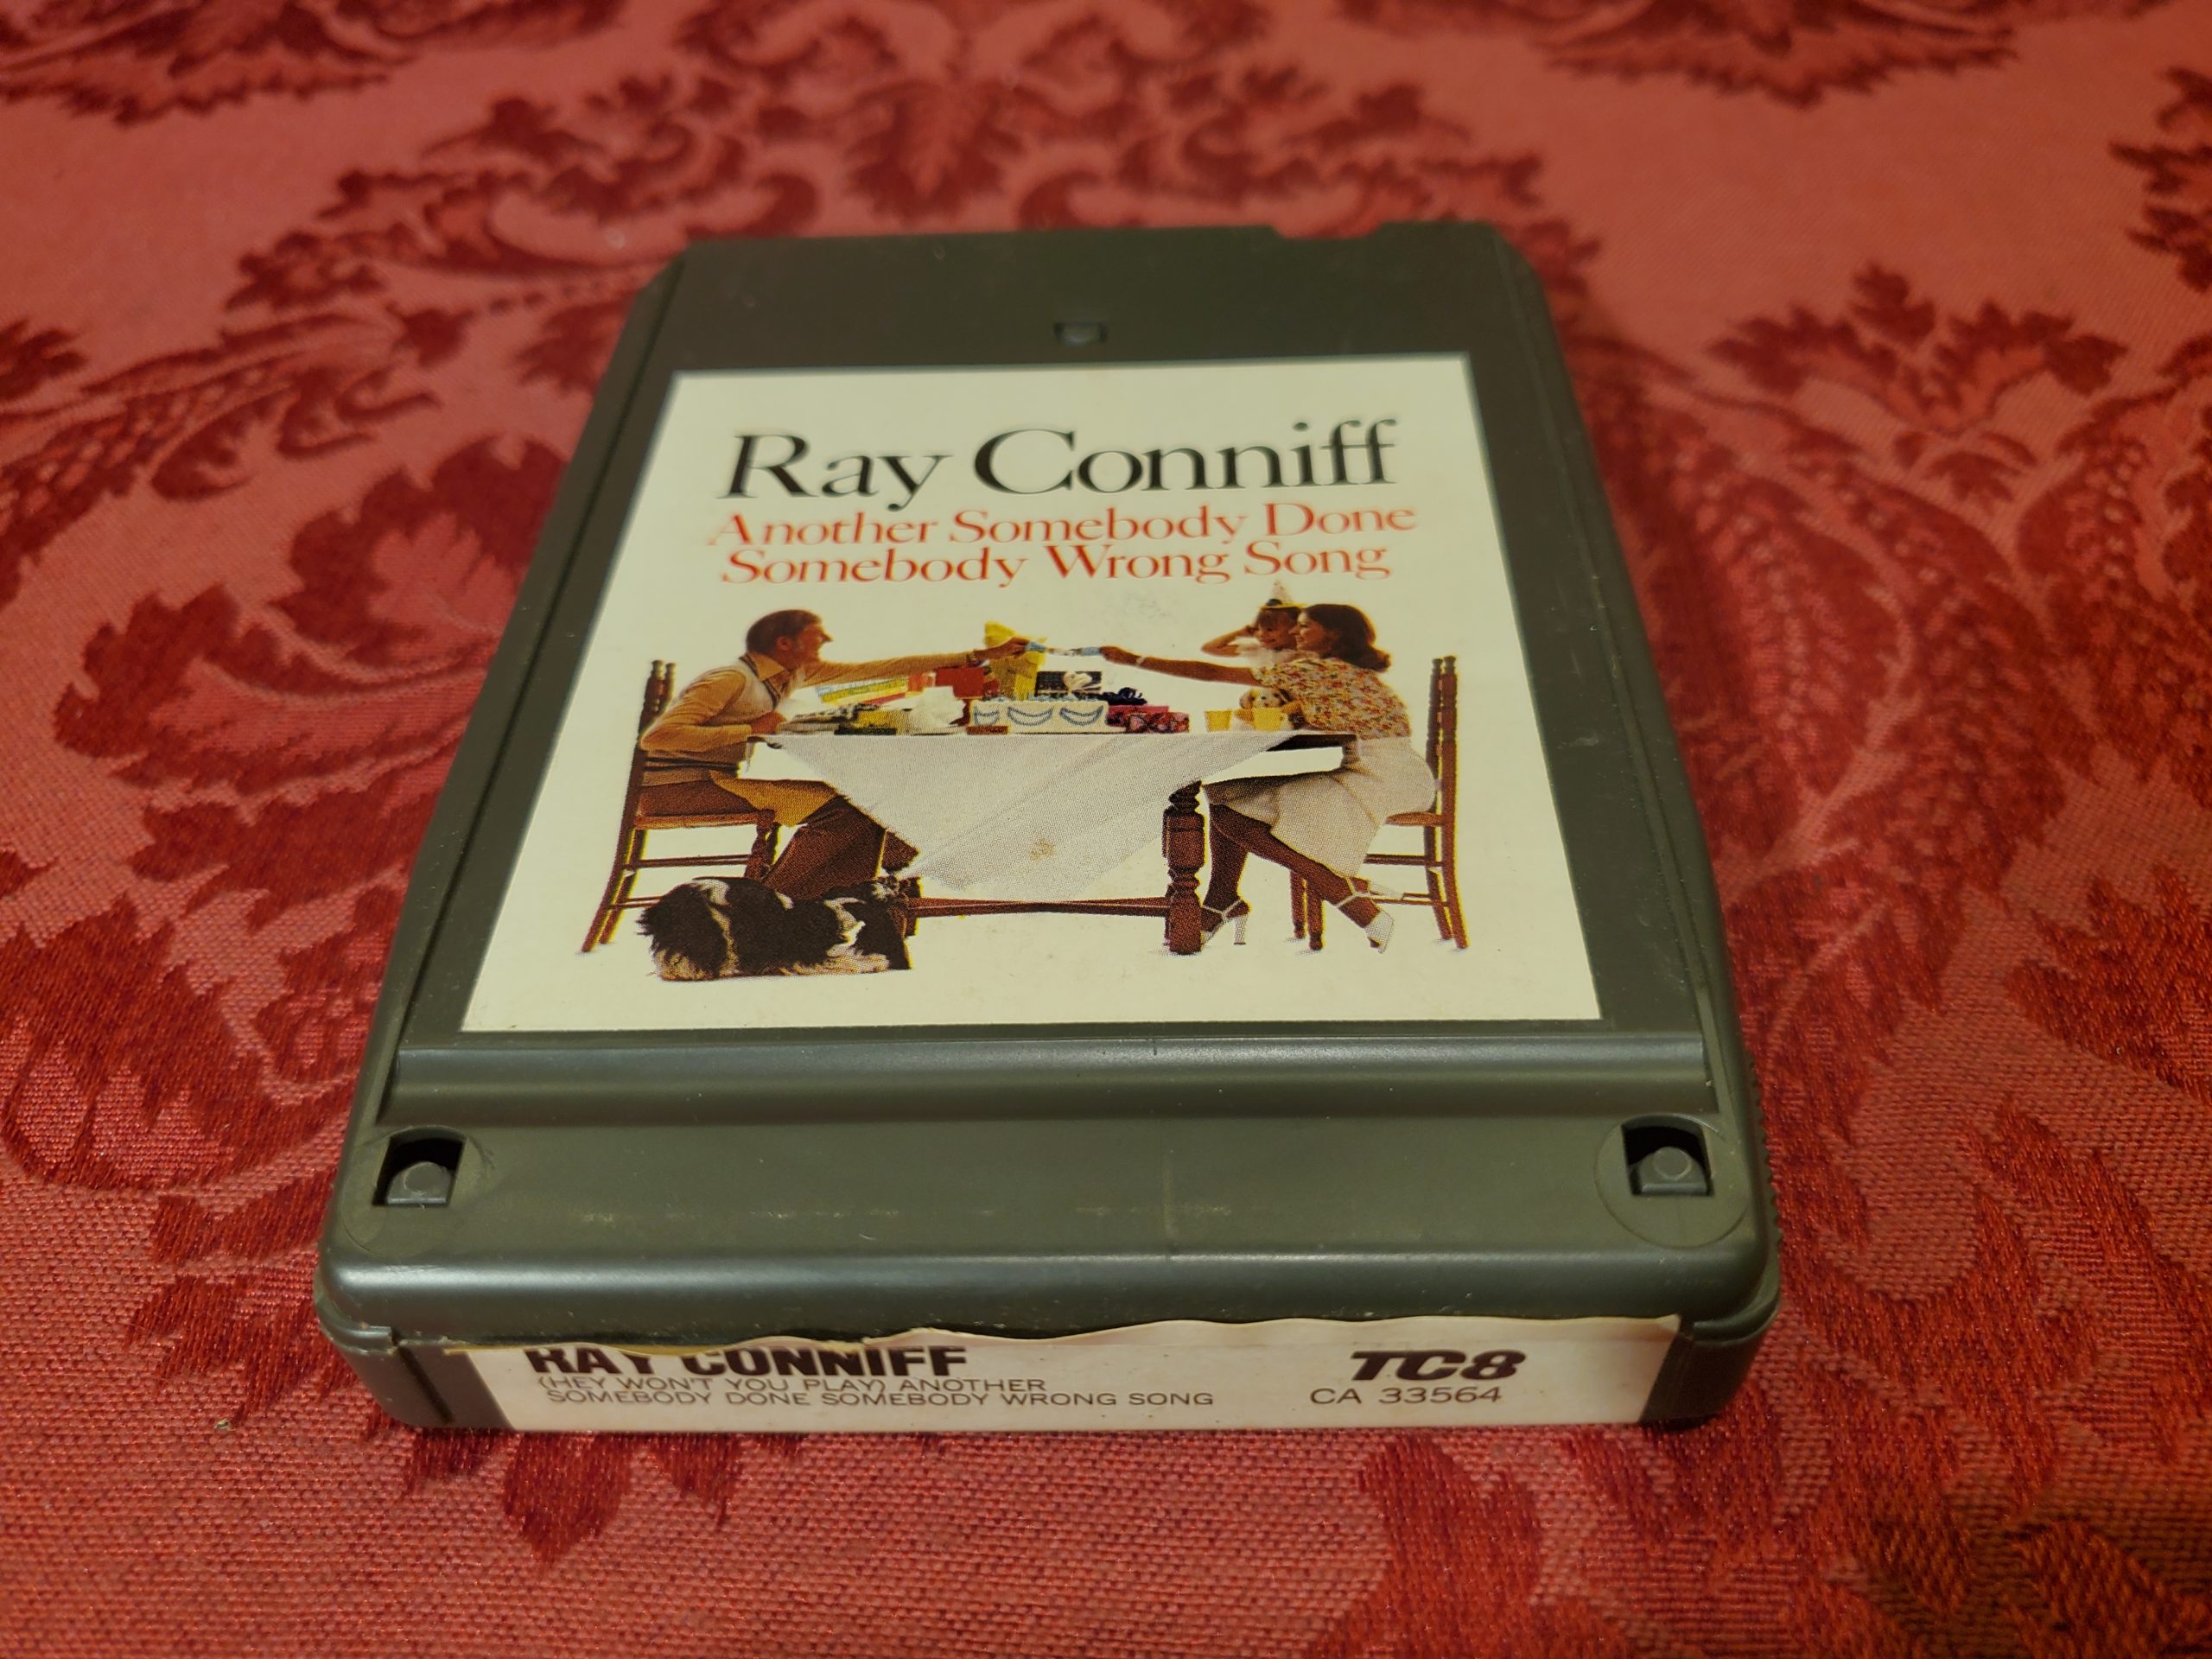 Ray Conniff
Another Somebody Done
Somebody Wrong Song
RAY CONNIFF
(HEY WON'T YOU PLAY) ANOTHER
SOMEBODY DONE SOMEBODY WRONG SONG
TC8
CA 33564